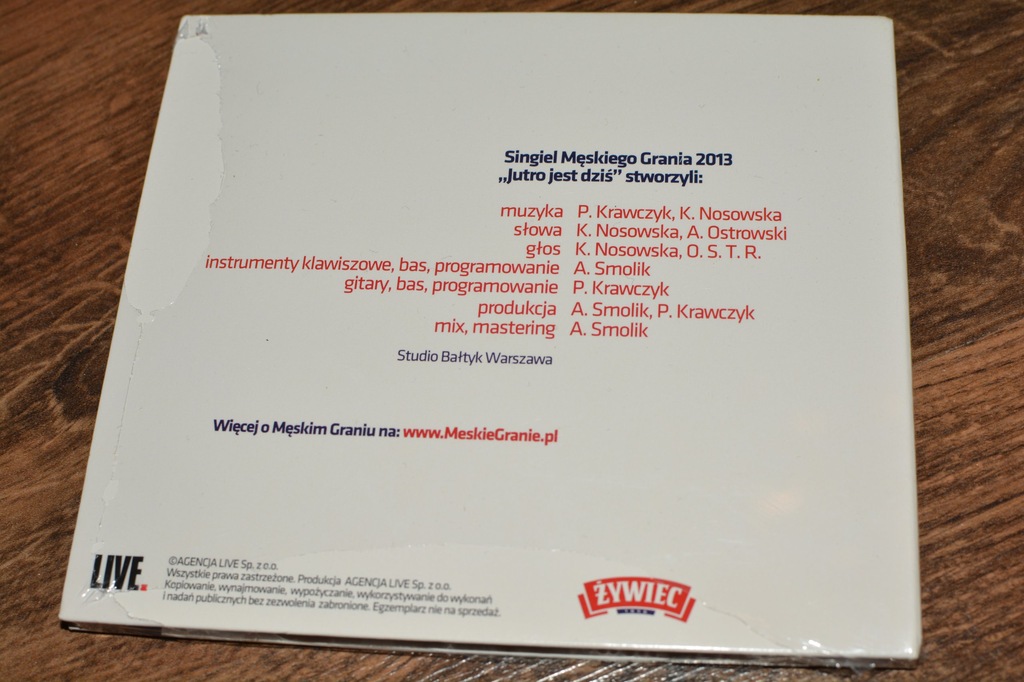 Singiel Męskiego Grania 2013
„Jutro jest dziś” stworzyli:
muzyka P. Krawczyk, K. Nosowska
słowa K. Nosowska, A. Ostrowski
głos K. Nosowska, O. S. T. R.
instrumenty klawiszowe, bas, programowanie A. Smolik
gitary, bas, programowanie P. Krawczyk
produkcja A. Smolik, P. Krawczyk
mix, mastering A. Smolik
Studio Bałtyk Warszawa
Więcej o Męskim Graniu na: www.MeskieGranie.pl
LIVE.
©AGENCJA LIVE Sp. z o.o.
Wszystkie prawa zastrzeżone. Produkcja AGENCJA LIVE Sp. z o.o.
Kopiowanie, wynajmowanie, wypożyczanie, wykorzystywanie do wykonań
i nadań publicznych bez zezwolenia zabronione. Egzemplarz nie na sprzedaż.
ŻYWIEC